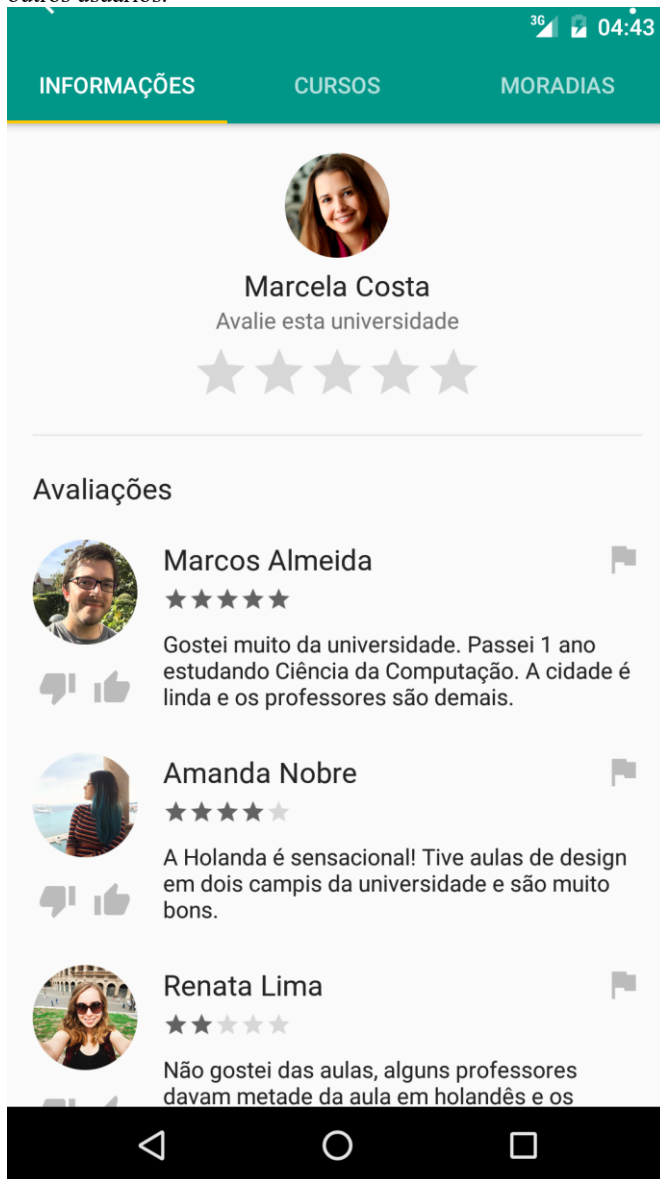 outros usuários.
3G 04:43
INFORMAÇÕES CURSOS MORADIAS
Marcela Costa
Avalie esta universidade
Avaliações
Marcos Almeida
Gostei muito da universidade. Passei 1 ano
estudando Ciência da Computação. A cidade é
linda e os professores são demais.
Amanda Nobre
A Holanda é sensacional! Tive aulas de design
em dois campis da universidade e são muito
bons.
Renata Lima
Não gostei das aulas, alguns professores
davam metade da aula em holandês e os